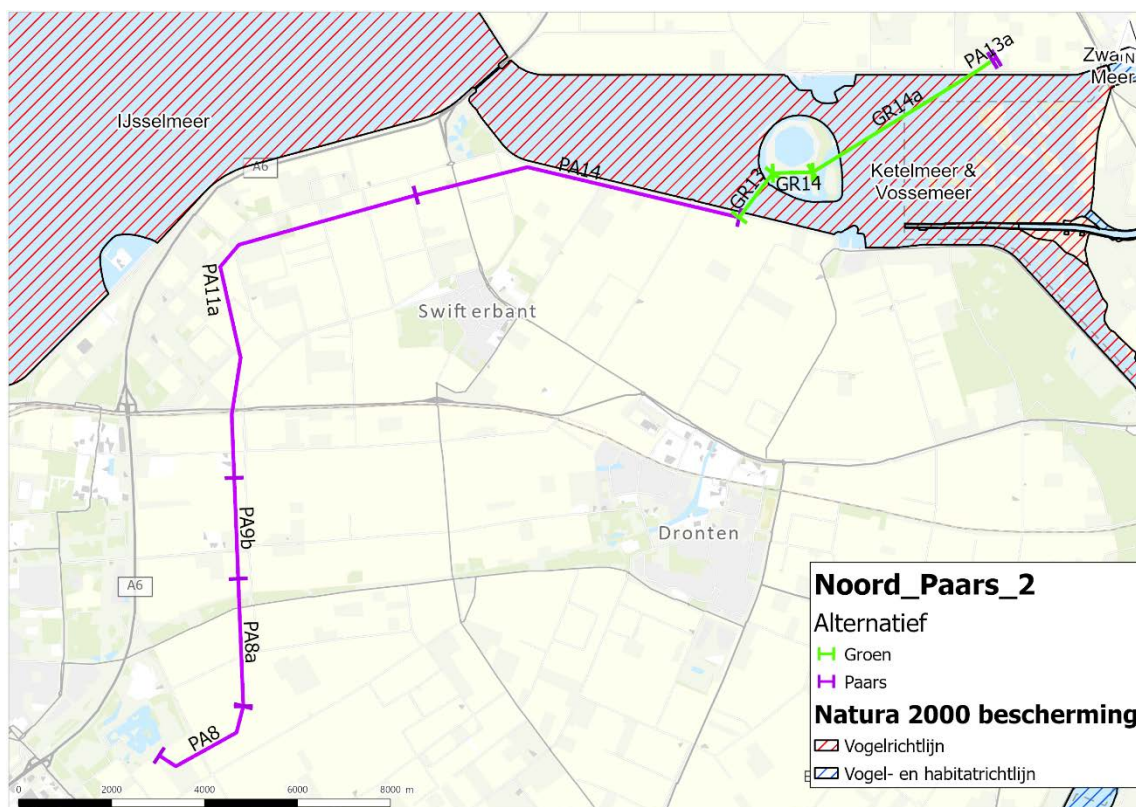 PA13a
Zwa
N
Meer
IJsselmeer
A6
GR14a
PA14
GR13
GR14
Ketelmeer &
Vossemeer
PA11a
Swifterbant
PA9b
Dronten
A6
PA8a
PA8
Noord_Paars_2
Alternatief
Groen
Paars
Natura 2000 bescherming
Vogelrichtlijn
Vogel- en habitatrichtlijn
0 2000 4000 6000 8000 m